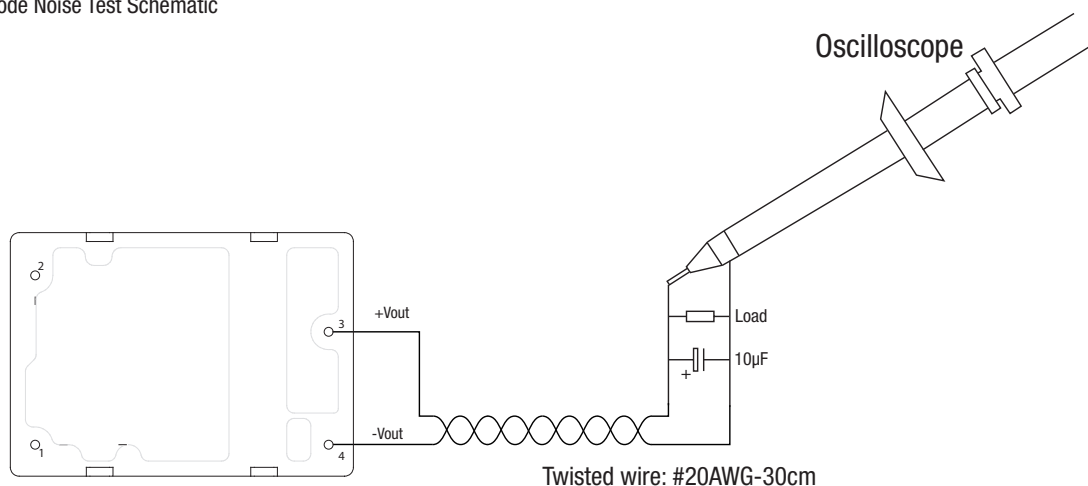 ode Noise Test Schematic
Oscilloscope
2
+Vout
3
Load
+
10µF
-Vout
1
4
Twisted wire: #20AWG-30cm